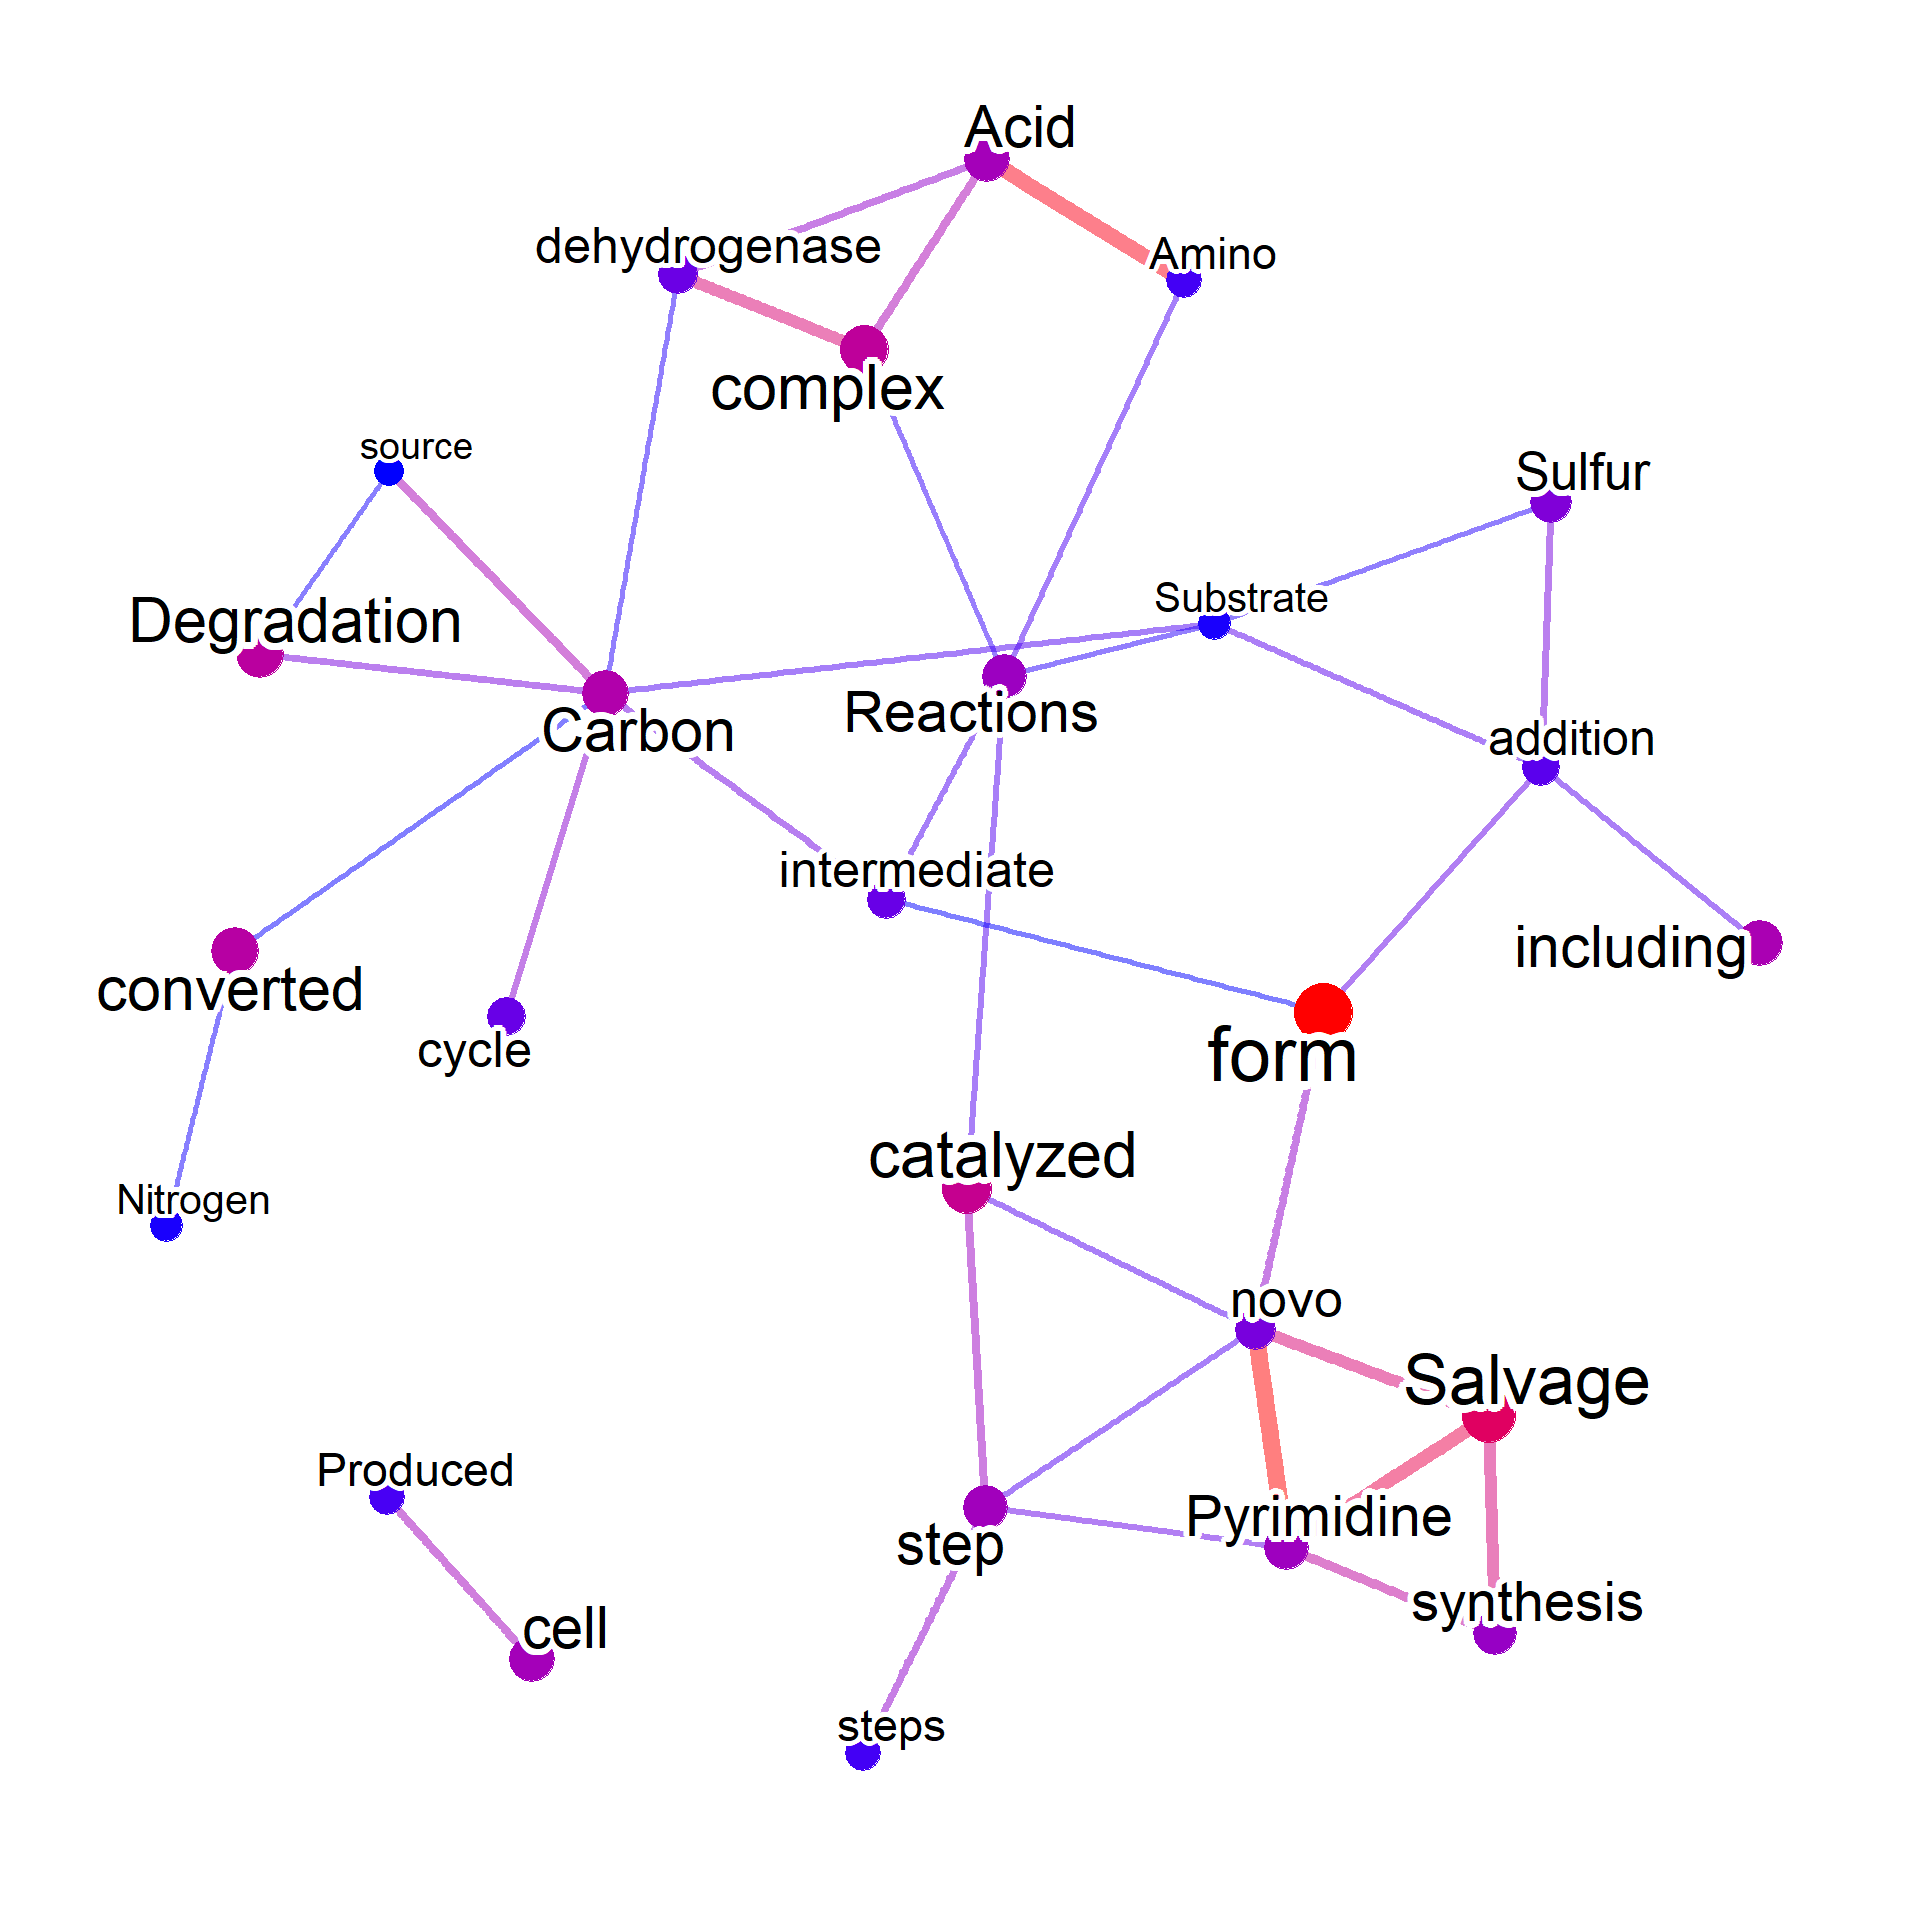 Acid
dehydrogenase
Amino
complex
source
Sulfur
Substrate
Degradation
Reactions
Carbon
addition
intermediate
including
converted
cycle
form
catalyzed
Nitrogen
novo
Salvage
Produced
Pyrimidine
step
synthesis
cell
steps